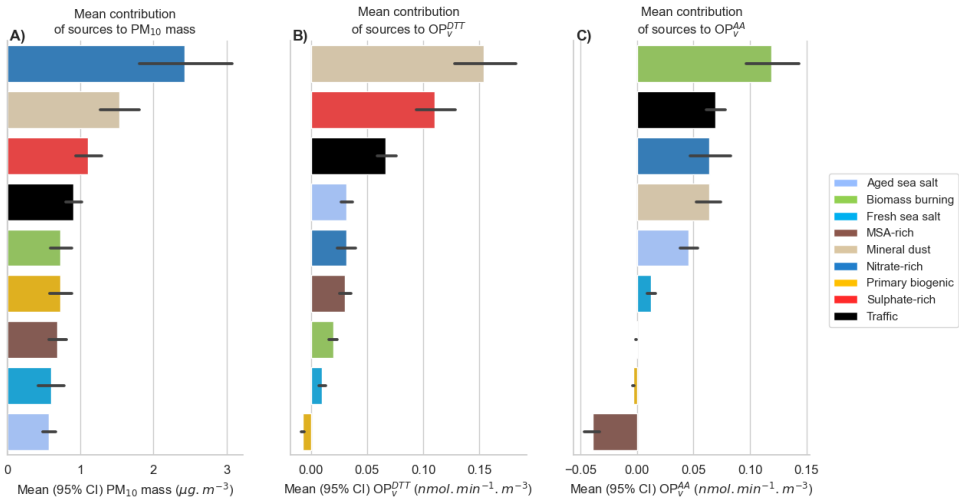 Mean contribution
of sources to PM₁₀ mass
A)
0
1
2
3
Mean (95% CI) PM₁₀ mass (μg. m⁻³)
Mean contribution
of sources to OPᵥᴰᵀᵀ
B)
0.00
0.05
0.10
0.15
Mean (95% CI) OPᵥᴰᵀᵀ (nmol. min⁻¹. m⁻³)
Mean contribution
of sources to OPᵥᴬᴬ
C)
−0.05
0.00
0.05
0.10
0.15
Mean (95% CI) OPᵥᴬᴬ (nmol. min⁻¹. m⁻³)
Aged sea salt
Biomass burning
Fresh sea salt
MSA-rich
Mineral dust
Nitrate-rich
Primary biogenic
Sulphate-rich
Traffic